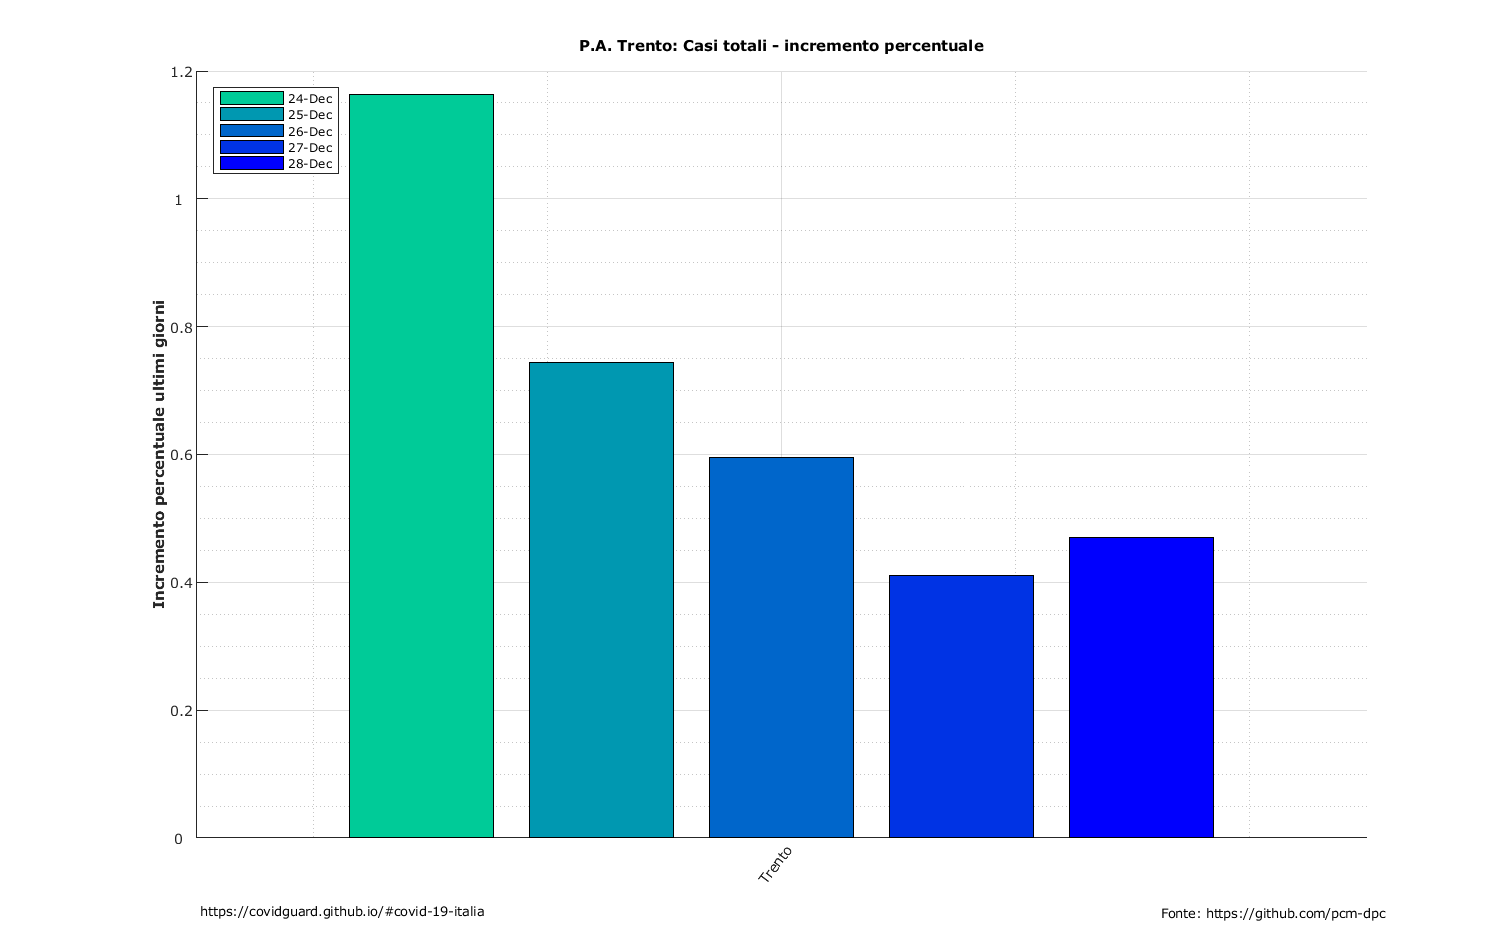 P.A. Trento: Casi totali - incremento percentuale
1.2
1
0.8
0.6
0.4
0.2
0
Incremento percentuale ultimi giorni
24-Dec
25-Dec
26-Dec
27-Dec
28-Dec
Trento
https://covidguard.github.io/#covid-19-italia
Fonte: https://github.com/pcm-dpc